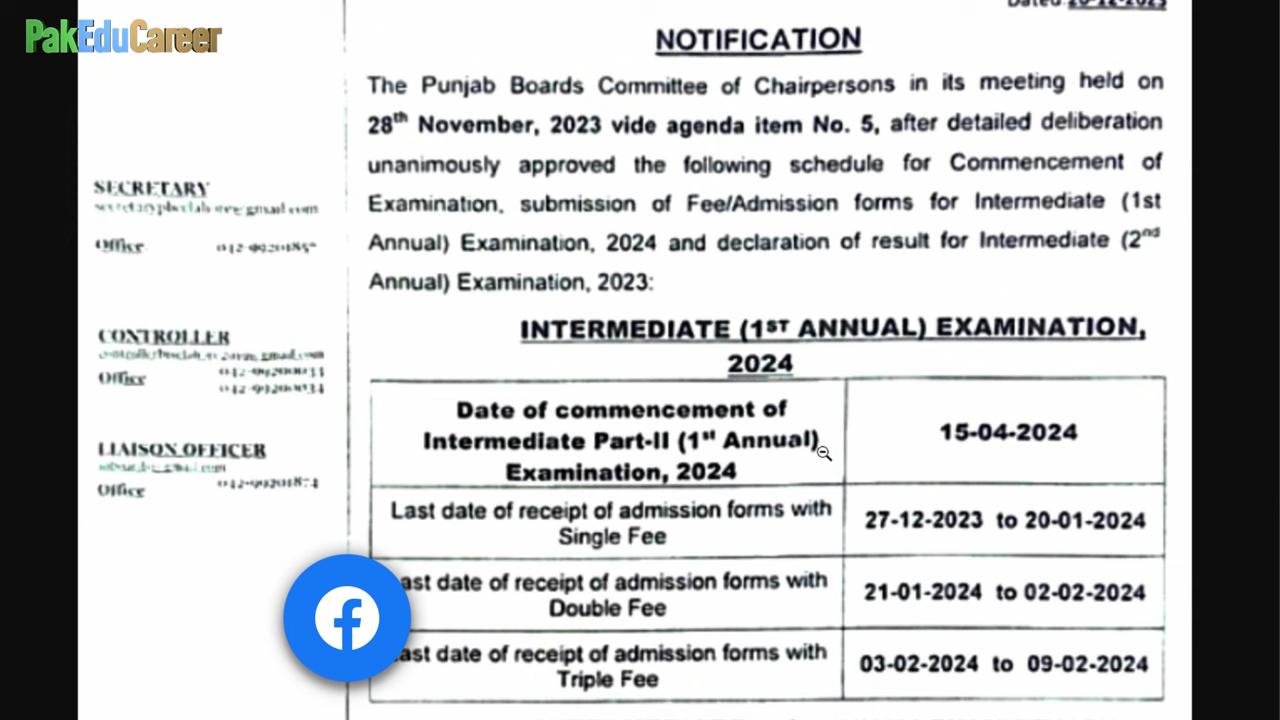 PakEduCareer
NOTIFICATION
The Punjab Boards Committee of Chairpersons in its meeting held on
28th November, 2023 vide agenda item No. 5, after detailed deliberation
unanimously approved the following schedule for Commencement of
Examination, submission of Fee/Admission forms for Intermediate (1st
Annual) Examination, 2024 and declaration of result for Intermediate (2nd
Annual) Examination, 2023:
SECRETARY
Office
CONTROLLER
Office
LIAISON OFFICER
Office
INTERMEDIATE (1ST ANNUAL) EXAMINATION,
2024
Date of commencement of
Intermediate Part-II (1st Annual)
Examination, 2024
15-04-2024
Last date of receipt of admission forms with
Single Fee
27-12-2023 to 20-01-2024
date of receipt of admission forms with
Double Fee
21-01-2024 to 02-02-2024
date of receipt of admission forms with
Triple Fee
03-02-2024 to 09-02-2024